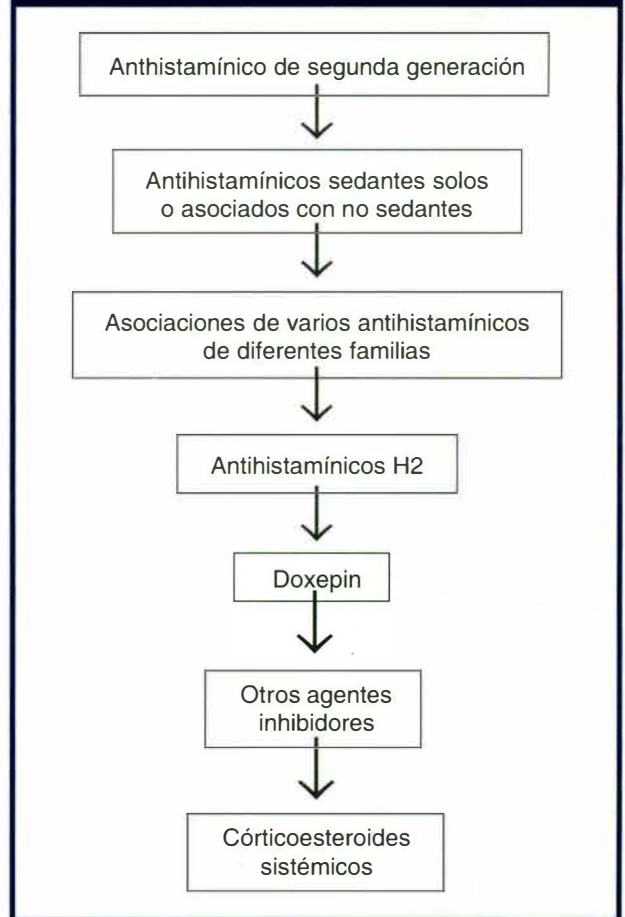 Anthistamínico de segunda generación
Antihistamínicos sedantes solos
o asociados con no sedantes
Asociaciones de varios antihistamínicos
de diferentes familias
Antihistamínicos H2
Doxepin
Otros agentes
inhibidores
Córticoesteroides
sistémicos